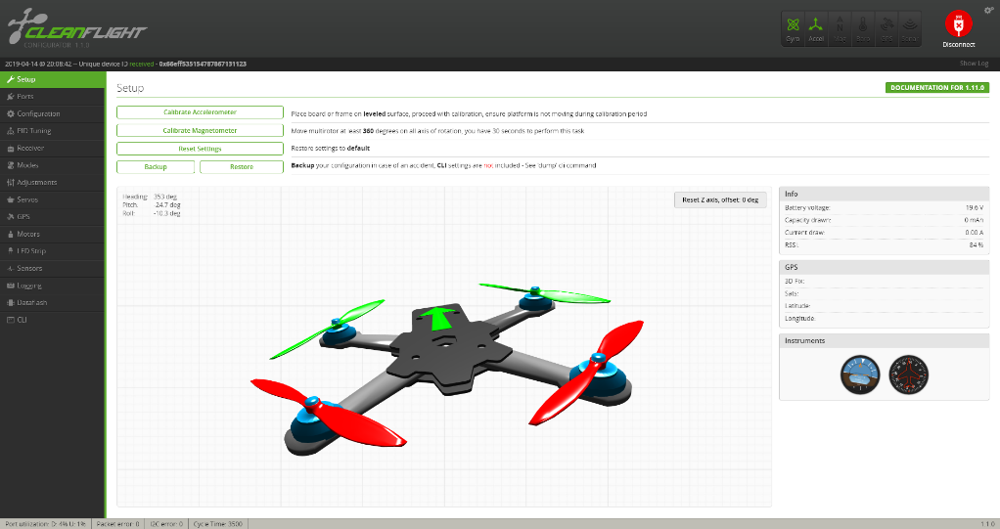 CLEANFLIGHT
CONFIGURATOR 1.1.0
Gyro Accel
Disconnect
2019-04-14 @ 20:08:42 -- Unique device ID received - 0x66eff535154787067131123
Show Log
Setup
Ports
Configuration
PID Tuning
Receiver
Modes
Adjustments
Servos
GPS
Motors
LED Strip
Sensors
Logging
Dataflash
CLI
Setup
DOCUMENTATION FOR 1.11.0
Calibrate Accelerometer
Place board or frame on leveled surface, proceed with calibration, ensure platform is not moving during calibration period
Calibrate Magnetometer
Move multirotor at least 360 degrees on all axis of rotation, you have 30 seconds to perform this task
Reset Settings
Restore settings to default
Backup Restore
Backup your configuration in case of an accident, CLI settings are not included - See 'dump' cli command
Heading: 353 deg
Pitch: -24.7 deg
Roll: -10.3 deg
Reset Z axis, offset: 0 deg
Info
Battery voltage: 19.6 V
Capacity drawn: 0 mAh
Current draw: 0.00 A
RSSI: 84 %
GPS
3D Fix:
Sats:
Latitude:
Longitude:
Instruments
Port utilization: D: 4% U: 1% Packet error: 0 I2C error: 0 Cycle Time: 3500
1.1.0